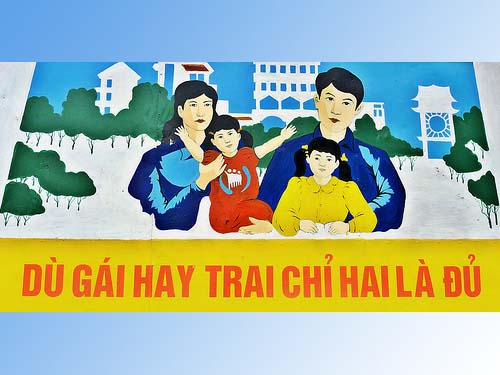 DÙ GÁI HAY TRAI CHỈ HAI LÀ ĐỦ